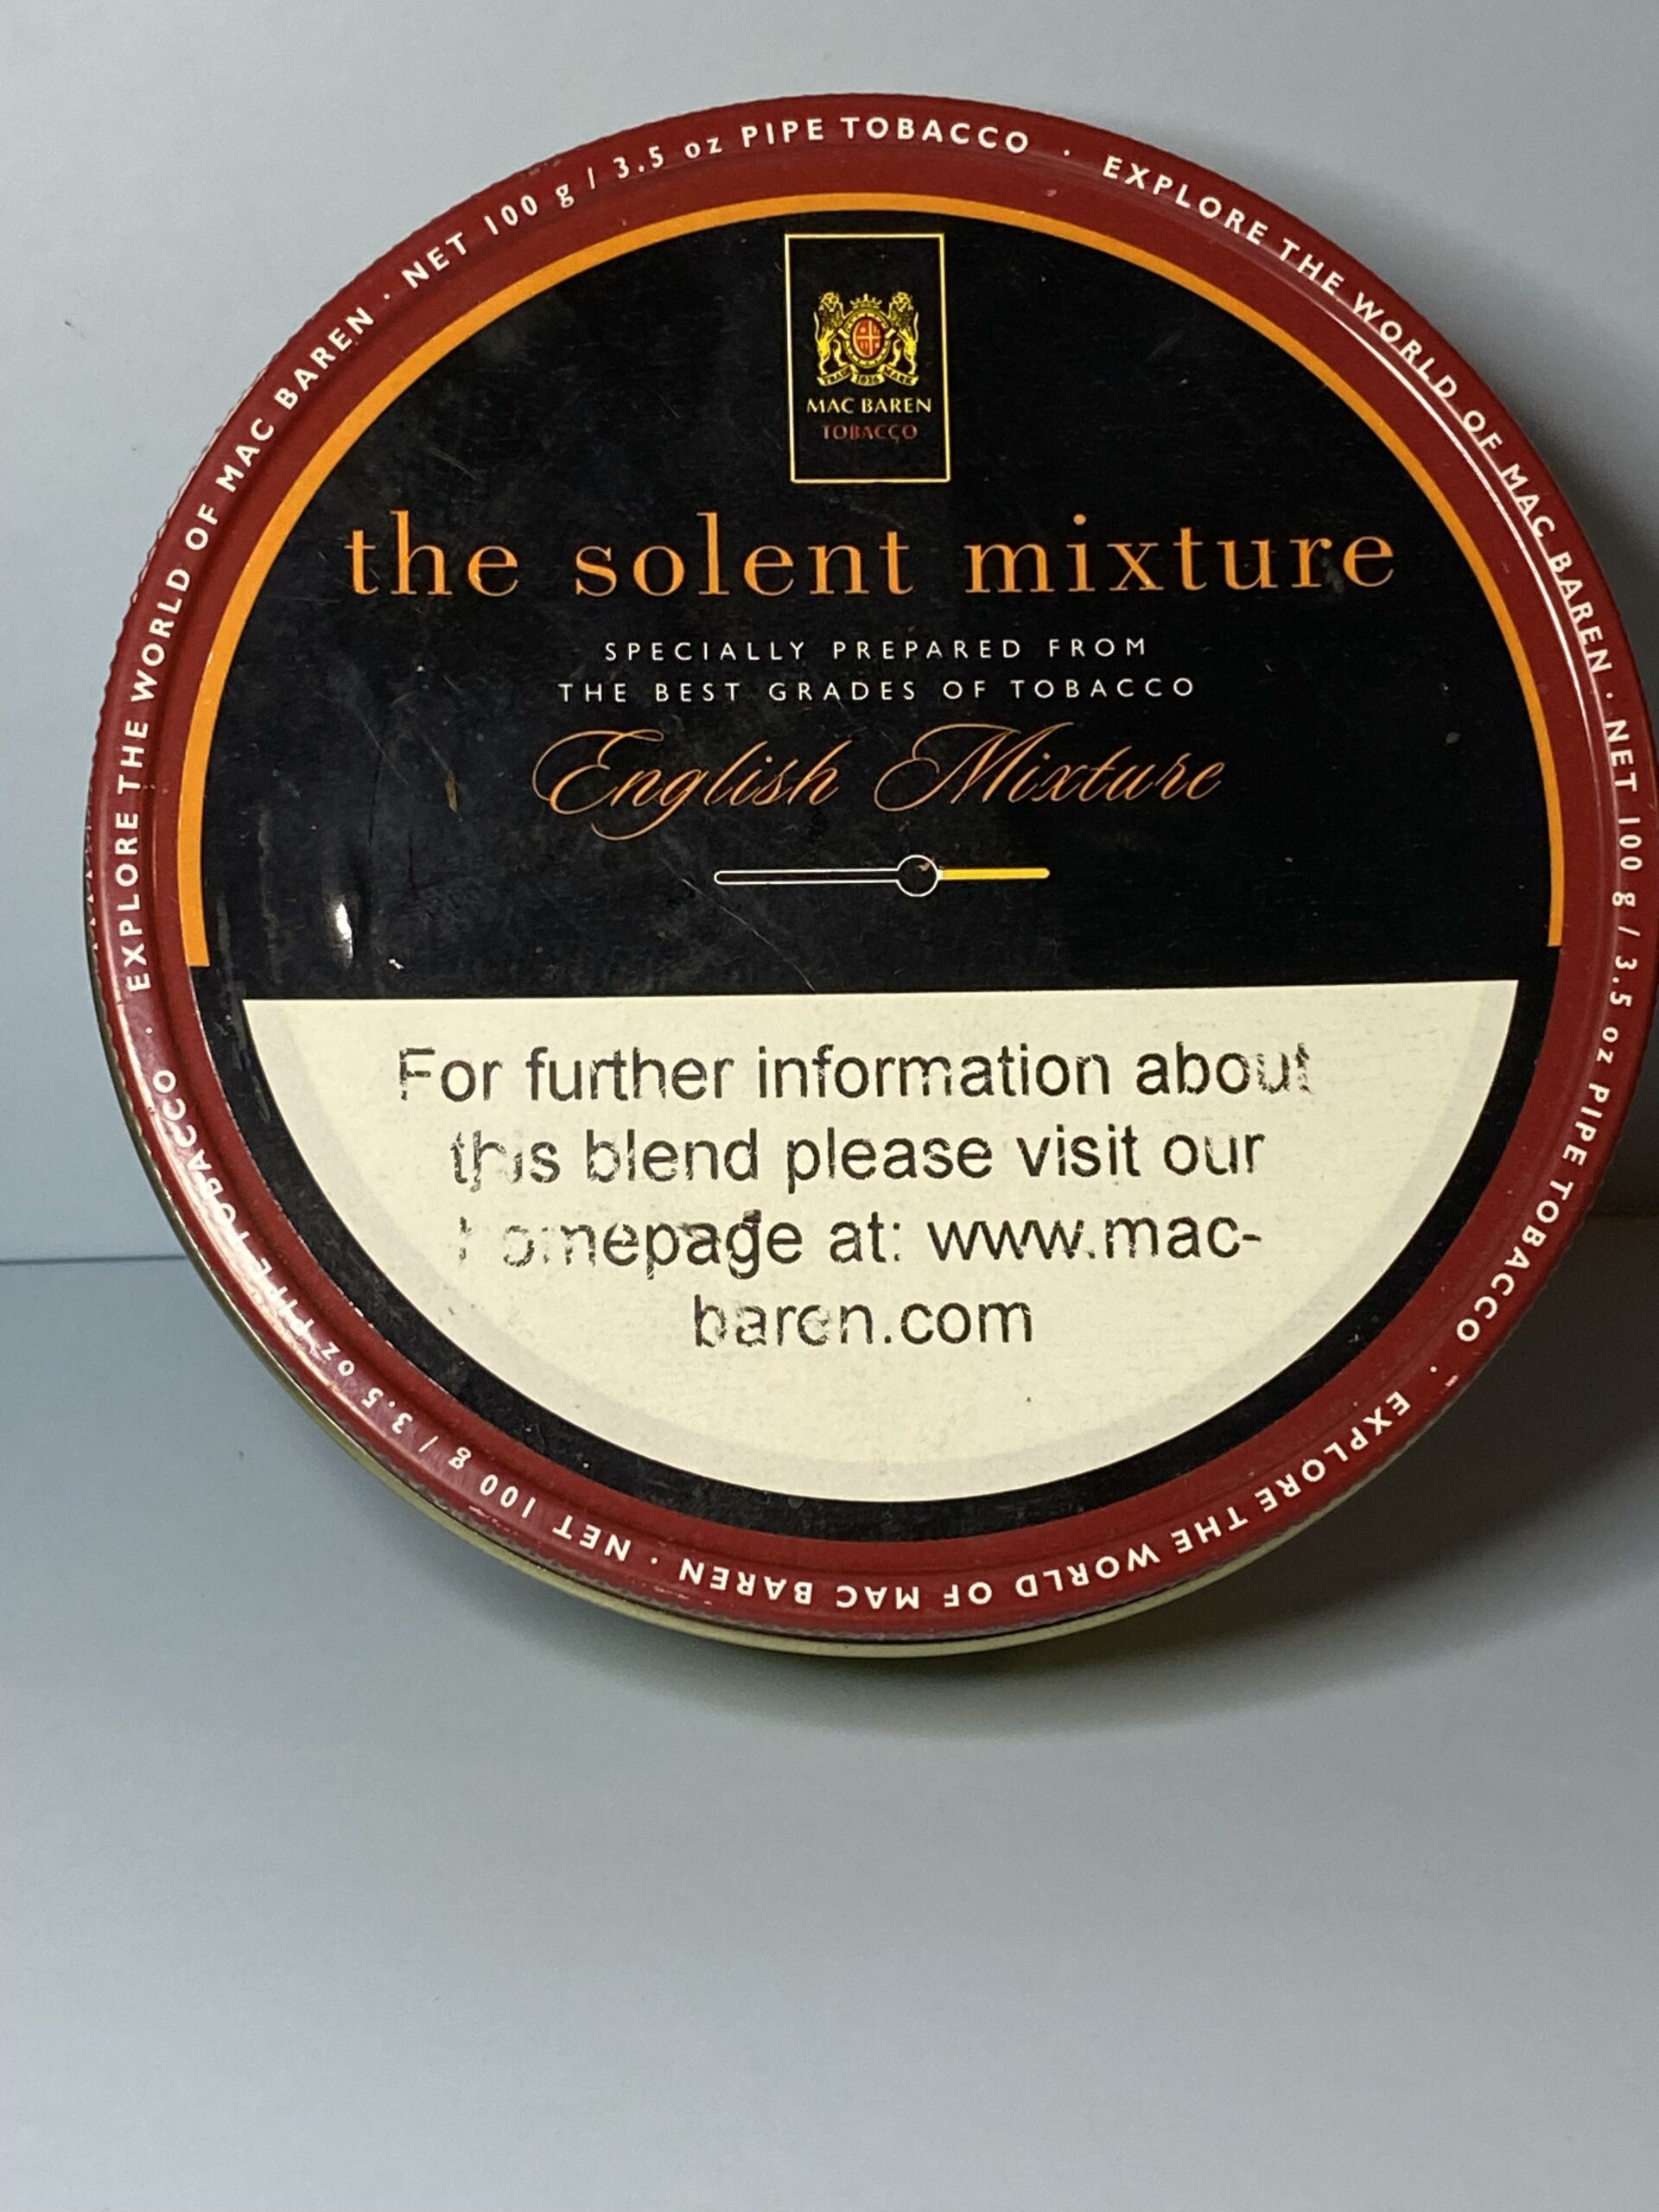 EXPLORE THE WORLD OF MAC BAREN · NET 100 g / 3.5 oz PIPE TOBACCO · EXPLORE THE WORLD OF MAC BAREN · NET 100 g / 3.5 oz PIPE TOBACCO · EXPLORE THE WORLD OF MAC BAREN · NET 100 g / 3.5 oz PIPE TOBACCO ·
TRADE 1826 MARK
MAC BAREN
TOBACCO
the solent mixture
SPECIALLY PREPARED FROM
THE BEST GRADES OF TOBACCO
English Mixture
For further information about
this blend please visit our
homepage at: www.mac-
baren.com